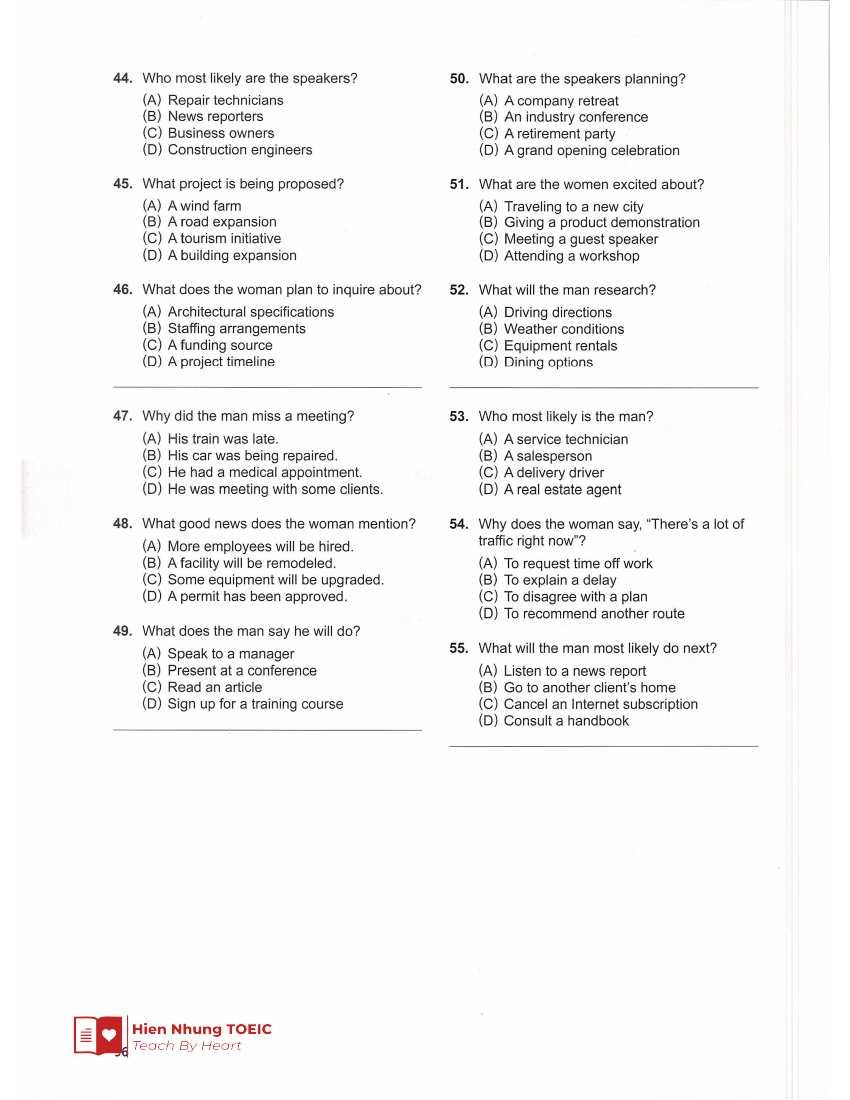 44. Who most likely are the speakers?
(A) Repair technicians
(B) News reporters
(C) Business owners
(D) Construction engineers
45. What project is being proposed?
(A) A wind farm
(B) A road expansion
(C) A tourism initiative
(D) A building expansion
46. What does the woman plan to inquire about?
(A) Architectural specifications
(B) Staffing arrangements
(C) A funding source
(D) A project timeline
47. Why did the man miss a meeting?
(A) His train was late.
(B) His car was being repaired.
(C) He had a medical appointment.
(D) He was meeting with some clients.
48. What good news does the woman mention?
(A) More employees will be hired.
(B) A facility will be remodeled.
(C) Some equipment will be upgraded.
(D) A permit has been approved.
49. What does the man say he will do?
(A) Speak to a manager
(B) Present at a conference
(C) Read an article
(D) Sign up for a training course
50. What are the speakers planning?
(A) A company retreat
(B) An industry conference
(C) A retirement party
(D) A grand opening celebration
51. What are the women excited about?
(A) Traveling to a new city
(B) Giving a product demonstration
(C) Meeting a guest speaker
(D) Attending a workshop
52. What will the man research?
(A) Driving directions
(B) Weather conditions
(C) Equipment rentals
(D) Dining options
53. Who most likely is the man?
(A) A service technician
(B) A salesperson
(C) A delivery driver
(D) A real estate agent
54. Why does the woman say, “There’s a lot of
traffic right now”?
(A) To request time off work
(B) To explain a delay
(C) To disagree with a plan
(D) To recommend another route
55. What will the man most likely do next?
(A) Listen to a news report
(B) Go to another client’s home
(C) Cancel an Internet subscription
(D) Consult a handbook
Hien Nhung TOEIC
Teach By Heart